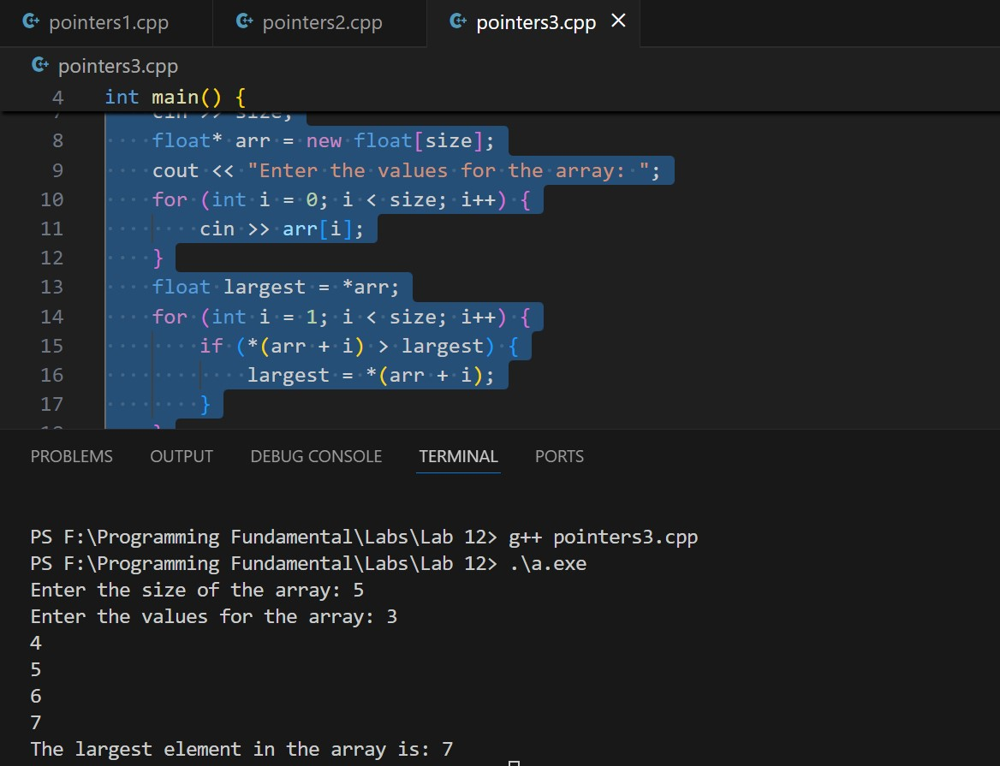 pointers1.cpp
pointers2.cpp
pointers3.cpp
pointers3.cpp
4 int main() {
7 cin >> size;
8 float* arr = new float[size];
9 cout << "Enter the values for the array: ";
10 for (int i = 0; i < size; i++) {
11 cin >> arr[i];
12 }
13 float largest = *arr;
14 for (int i = 1; i < size; i++) {
15 if (*(arr + i) > largest) {
16 largest = *(arr + i);
17 }
18 }
PROBLEMS OUTPUT DEBUG CONSOLE TERMINAL PORTS
PS F:\Programming Fundamental\Labs\Lab 12> g++ pointers3.cpp
PS F:\Programming Fundamental\Labs\Lab 12> .\a.exe
Enter the size of the array: 5
Enter the values for the array: 3
4
5
6
7
The largest element in the array is: 7